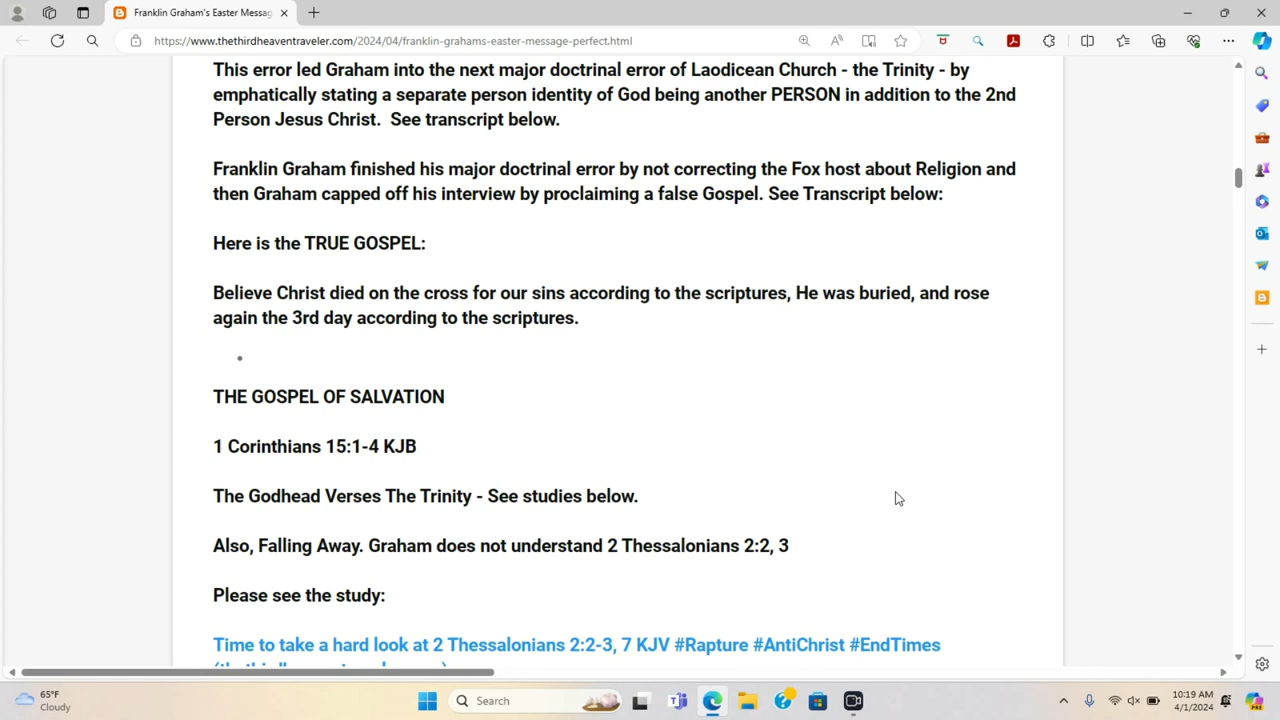 Franklin Graham's Easter Messag
https://www.thethirdheaventraveler.com/2024/04/franklin-grahams-easter-message-perfect.html
This error led Graham into the next major doctrinal error of Laodicean Church - the Trinity - by
emphatically stating a separate person identity of God being another PERSON in addition to the 2nd
Person Jesus Christ.  See transcript below.
Franklin Graham finished his major doctrinal error by not correcting the Fox host about Religion and
then Graham capped off his interview by proclaiming a false Gospel. See Transcript below:
Here is the TRUE GOSPEL:
Believe Christ died on the cross for our sins according to the scriptures, He was buried, and rose
again the 3rd day according to the scriptures.
THE GOSPEL OF SALVATION
1 Corinthians 15:1-4 KJB
The Godhead Verses The Trinity - See studies below.
Also, Falling Away. Graham does not understand 2 Thessalonians 2:2, 3
Please see the study:
Time to take a hard look at 2 Thessalonians 2:2-3, 7 KJV #Rapture #AntiChrist #EndTimes
65°F
Cloudy
Search
10:19 AM
4/1/2024